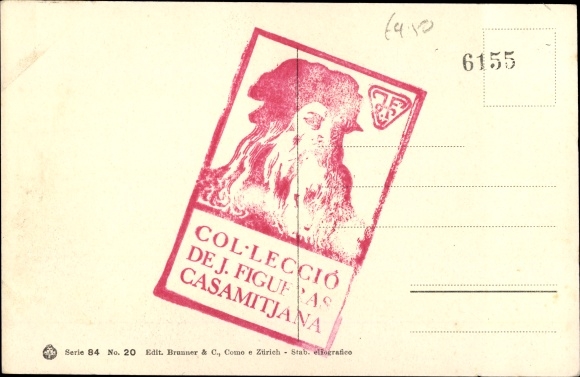 £4.50
6155
COL·LECCIÓ
DE J. FIGUERAS
CASAMITJANA
Serie 84 No. 20 Edit. Brunner & C., Como e Zürich - Stab. eliografico